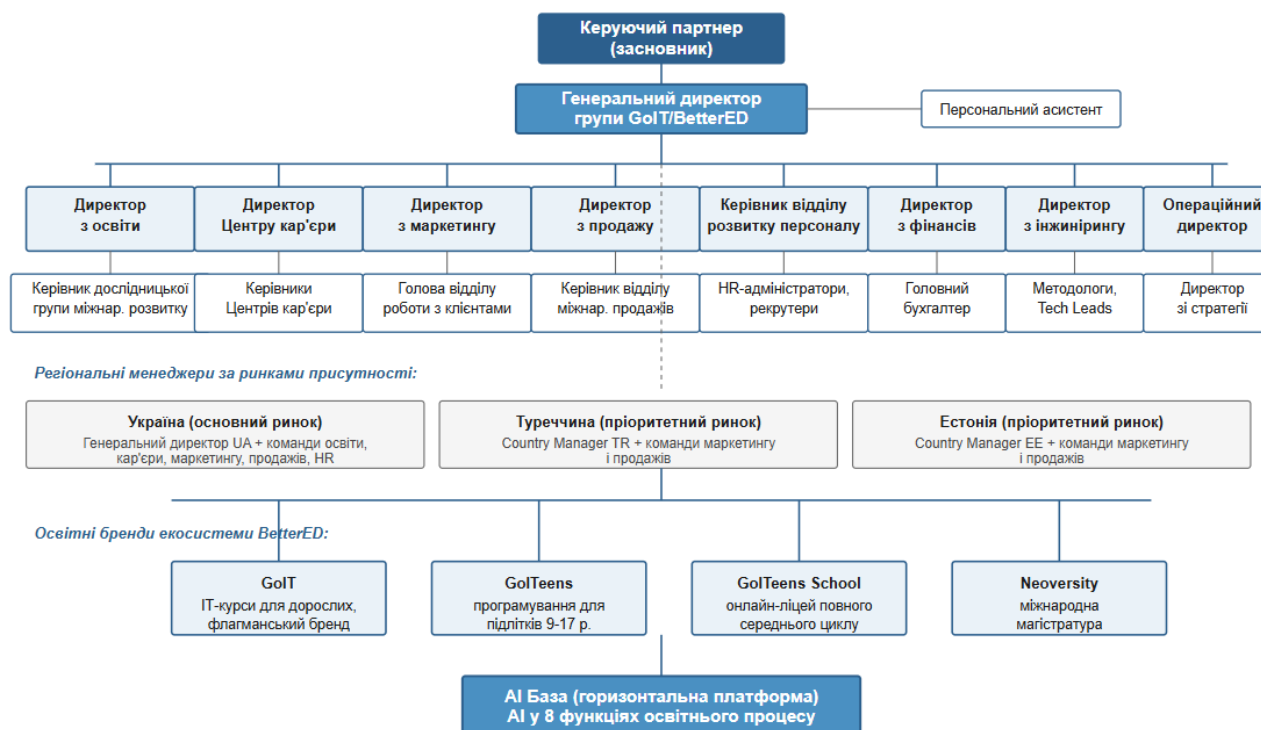 Керуючий партнер
(засновник)
Генеральний директор
групи GoIT/BetterED
Персональний асистент
Директор
з освіти
Директор
Центру кар'єри
Директор
з маркетингу
Директор
з продажу
Керівник відділу
розвитку персоналу
Директор
з фінансів
Директор
з інжинірингу
Операційний
директор
Керівник дослідницької
групи міжнар. розвитку
Керівники
Центрів кар'єри
Голова відділу
роботи з клієнтами
Керівник відділу
міжнар. продажів
HR-адміністратори,
рекрутери
Головний
бухгалтер
Методологи,
Tech Leads
Директор
зі стратегії
Регіональні менеджери за ринками присутності:
Україна (основний ринок)
Генеральний директор UA + команди освіти,
кар'єри, маркетингу, продажів, HR
Туреччина (пріоритетний ринок)
Country Manager TR + команди маркетингу
і продажів
Естонія (пріоритетний ринок)
Country Manager EE + команди маркетингу
і продажів
Освітні бренди екосистеми BetterED:
GoIT
ІТ-курси для дорослих,
флагманський бренд
GoITeens
програмування для
підлітків 9-17 р.
GoITeens School
онлайн-ліцей повного
середнього циклу
Neoversity
міжнародна
магістратура
AI База (горизонтальна платформа)
AI у 8 функціях освітнього процесу